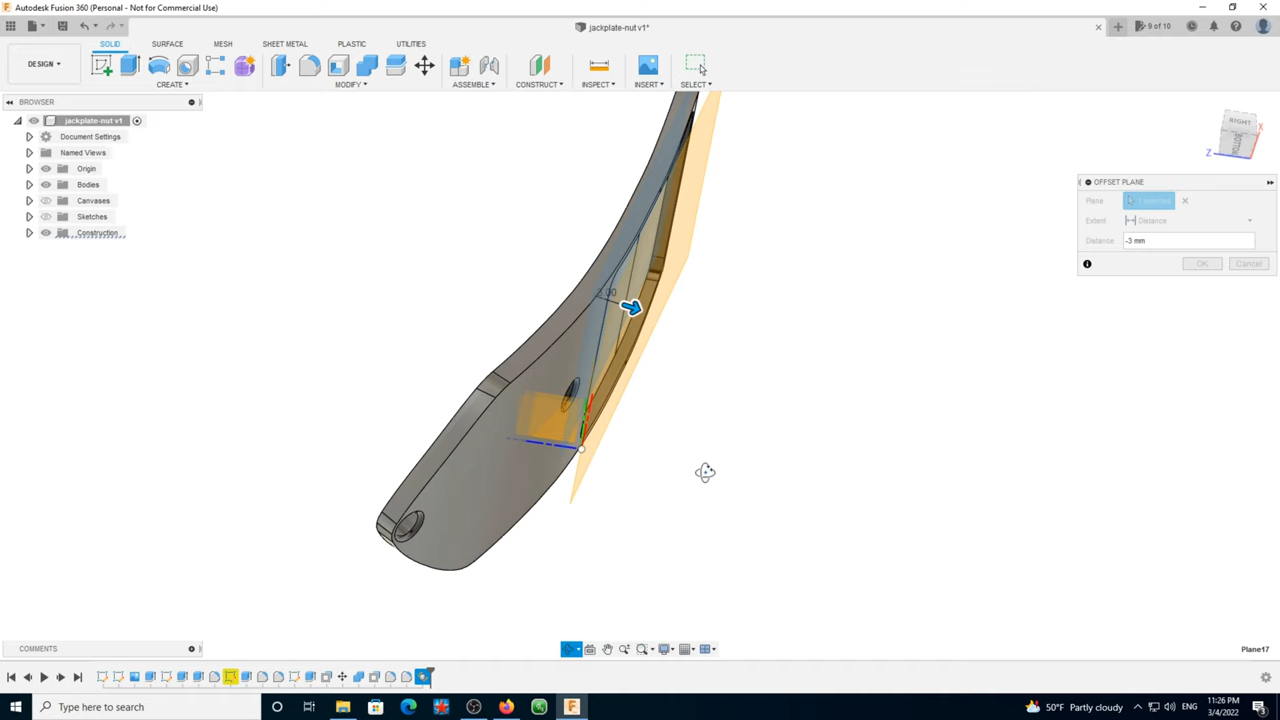 Autodesk Fusion 360 (Personal - Not for Commercial Use)
jackplate-nut v1*
9 of 10
DESIGN
SOLID SURFACE MESH SHEET METAL PLASTIC UTILITIES
CREATE MODIFY ASSEMBLE CONSTRUCT INSPECT INSERT SELECT
BROWSER
jackplate-nut v1
Document Settings
Named Views
Origin
Bodies
Canvases
Sketches
Construction
RIGHT
BOTTOM
X
Z
OFFSET PLANE
Plane
Extent Distance
Distance -3 mm
OK Cancel
COMMENTS
Plane17
Type here to search
50°F Partly cloudy
ENG
11:26 PM
3/4/2022